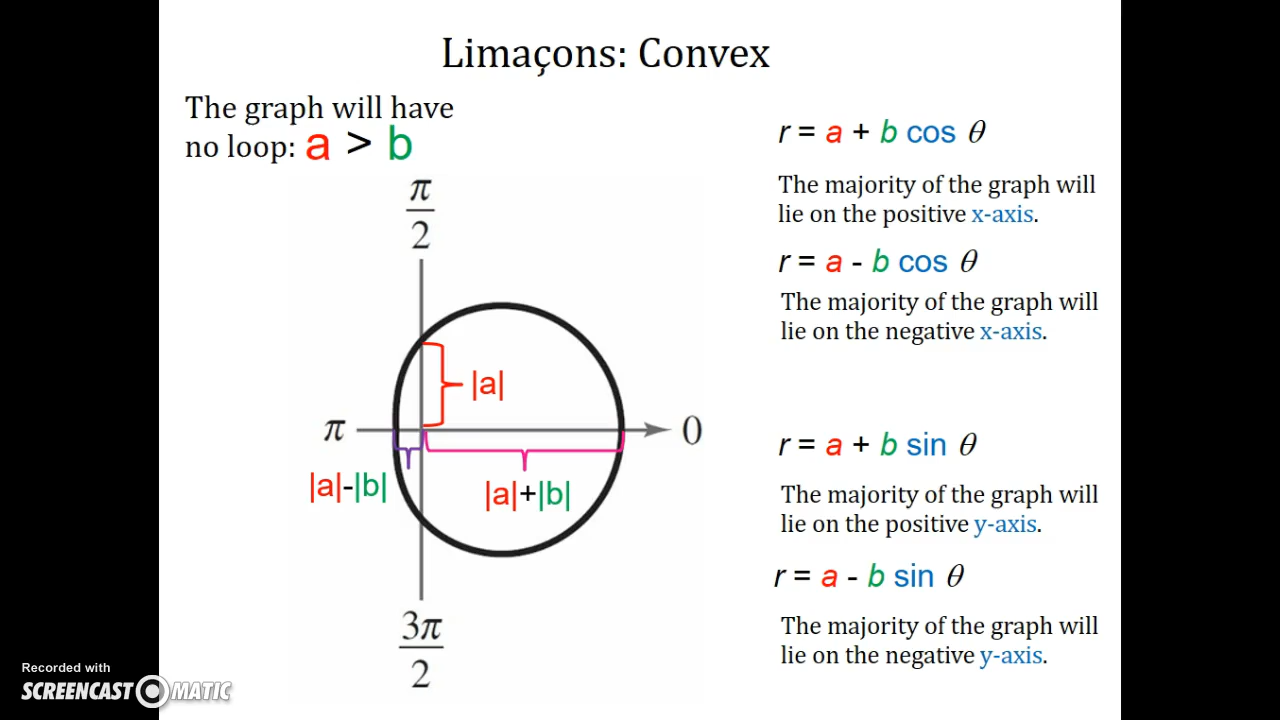 Limaçons: Convex
The graph will have
no loop: a > b
π
2
|a|
π
0
|a|-|b|
|a|+|b|
3π
2
r = a + b cos θ
The majority of the graph will
lie on the positive x-axis.
r = a - b cos θ
The majority of the graph will
lie on the negative x-axis.
r = a + b sin θ
The majority of the graph will
lie on the positive y-axis.
r = a - b sin θ
The majority of the graph will
lie on the negative y-axis.
Recorded with
SCREENCAST MATIC